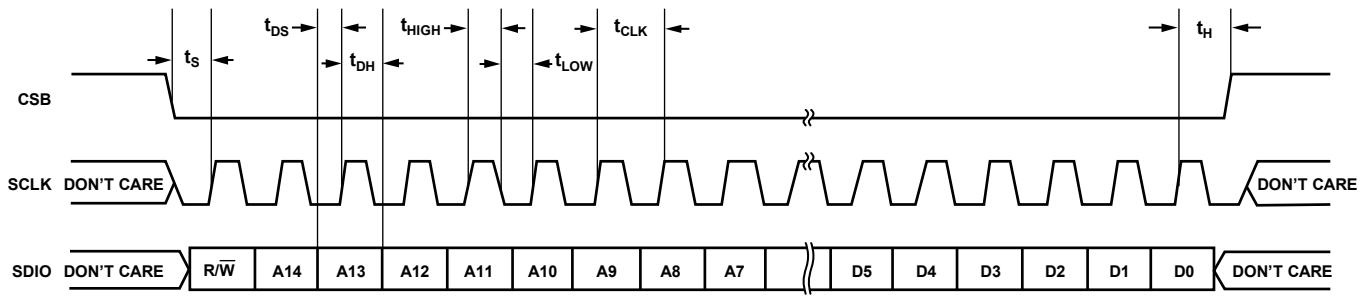 tDS tHIGH tCLK tH
tS tDH tLOW
CSB
SCLK DON'T CARE DON'T CARE
SDIO DON'T CARE R/W̅ A14 A13 A12 A11 A10 A9 A8 A7 D5 D4 D3 D2 D1 D0 DON'T CARE